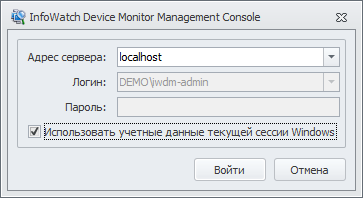 InfoWatch Device Monitor Management Console
Адрес сервера: localhost
Логин: DEMO\iwdm-admin
Пароль:
Использовать учетные данные текущей сессии Windows
Войти Отмена